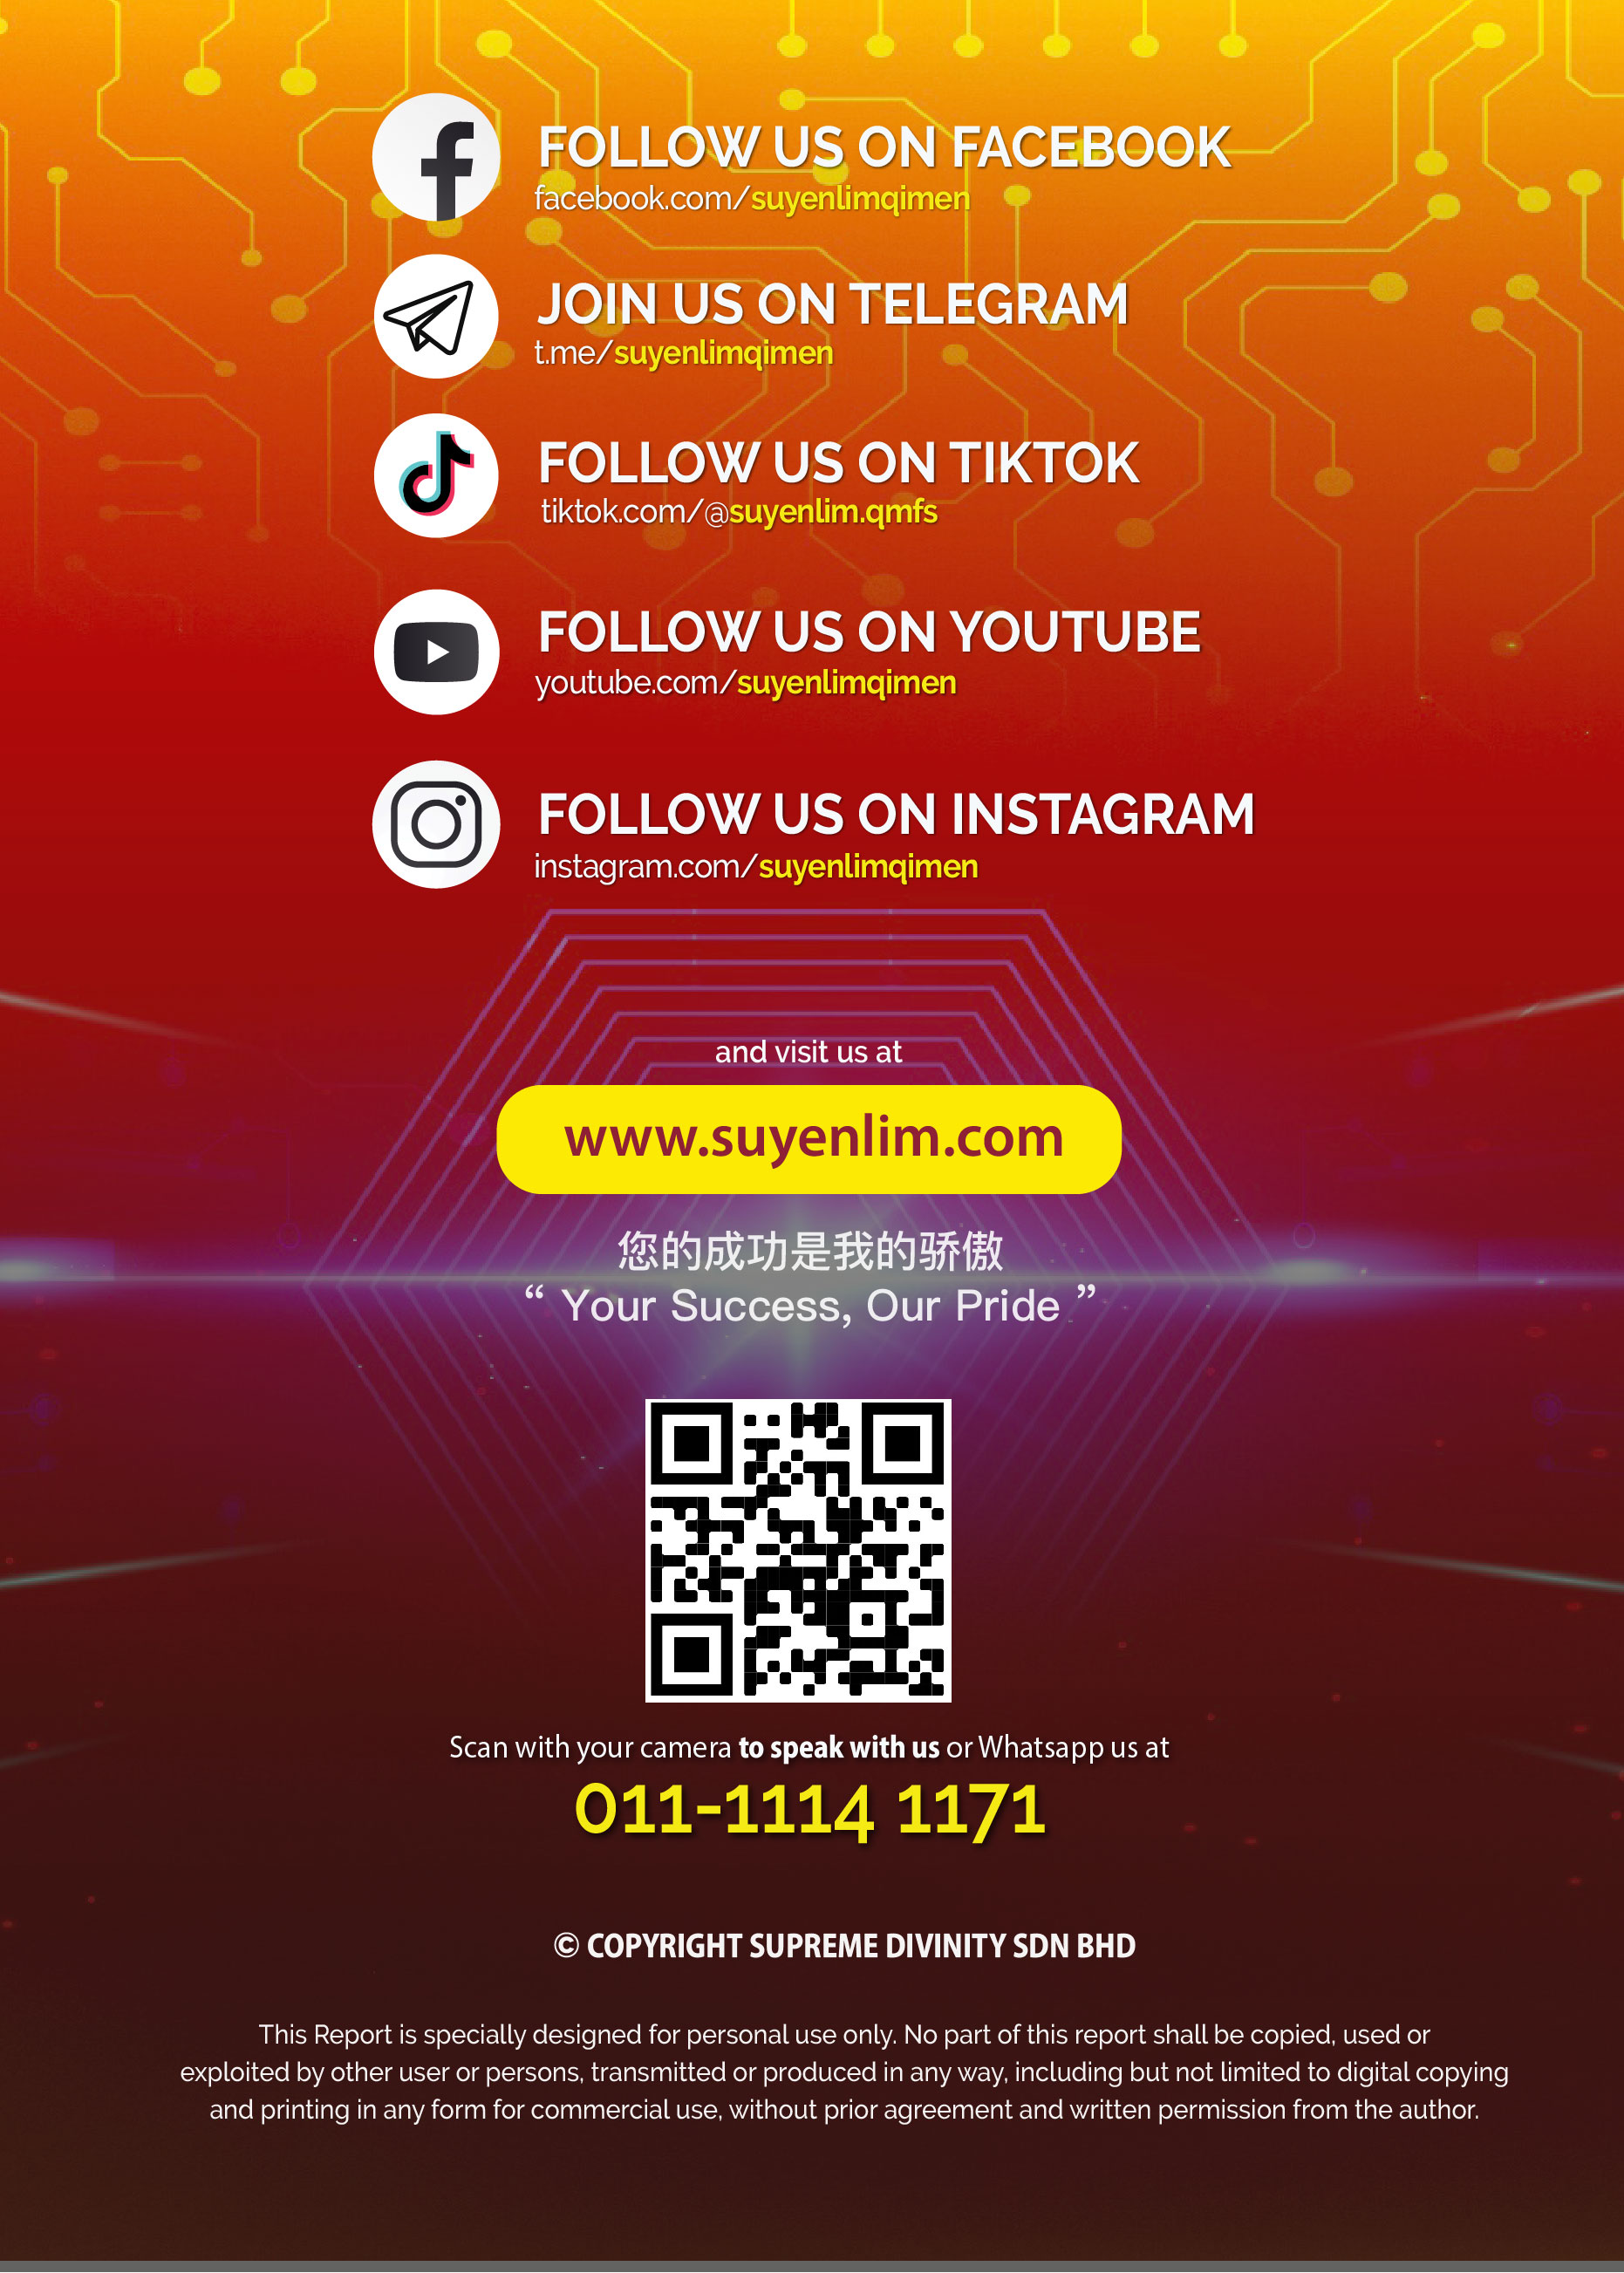 FOLLOW US ON FACEBOOK
facebook.com/suyenlimqimen
JOIN US ON TELEGRAM
t.me/suyenlimqimen
FOLLOW US ON TIKTOK
tiktok.com/@suyenlim.qmfs
FOLLOW US ON YOUTUBE
youtube.com/suyenlimqimen
FOLLOW US ON INSTAGRAM
instagram.com/suyenlimqimen
and visit us at
www.suyenlim.com
您的成功是我的骄傲
“ Your Success, Our Pride ”
Scan with your camera to speak with us or Whatsapp us at
011-1114 1171
© COPYRIGHT SUPREME DIVINITY SDN BHD
This Report is specially designed for personal use only. No part of this report shall be copied, used or
exploited by other user or persons, transmitted or produced in any way, including but not limited to digital copying
and printing in any form for commercial use, without prior agreement and written permission from the author.